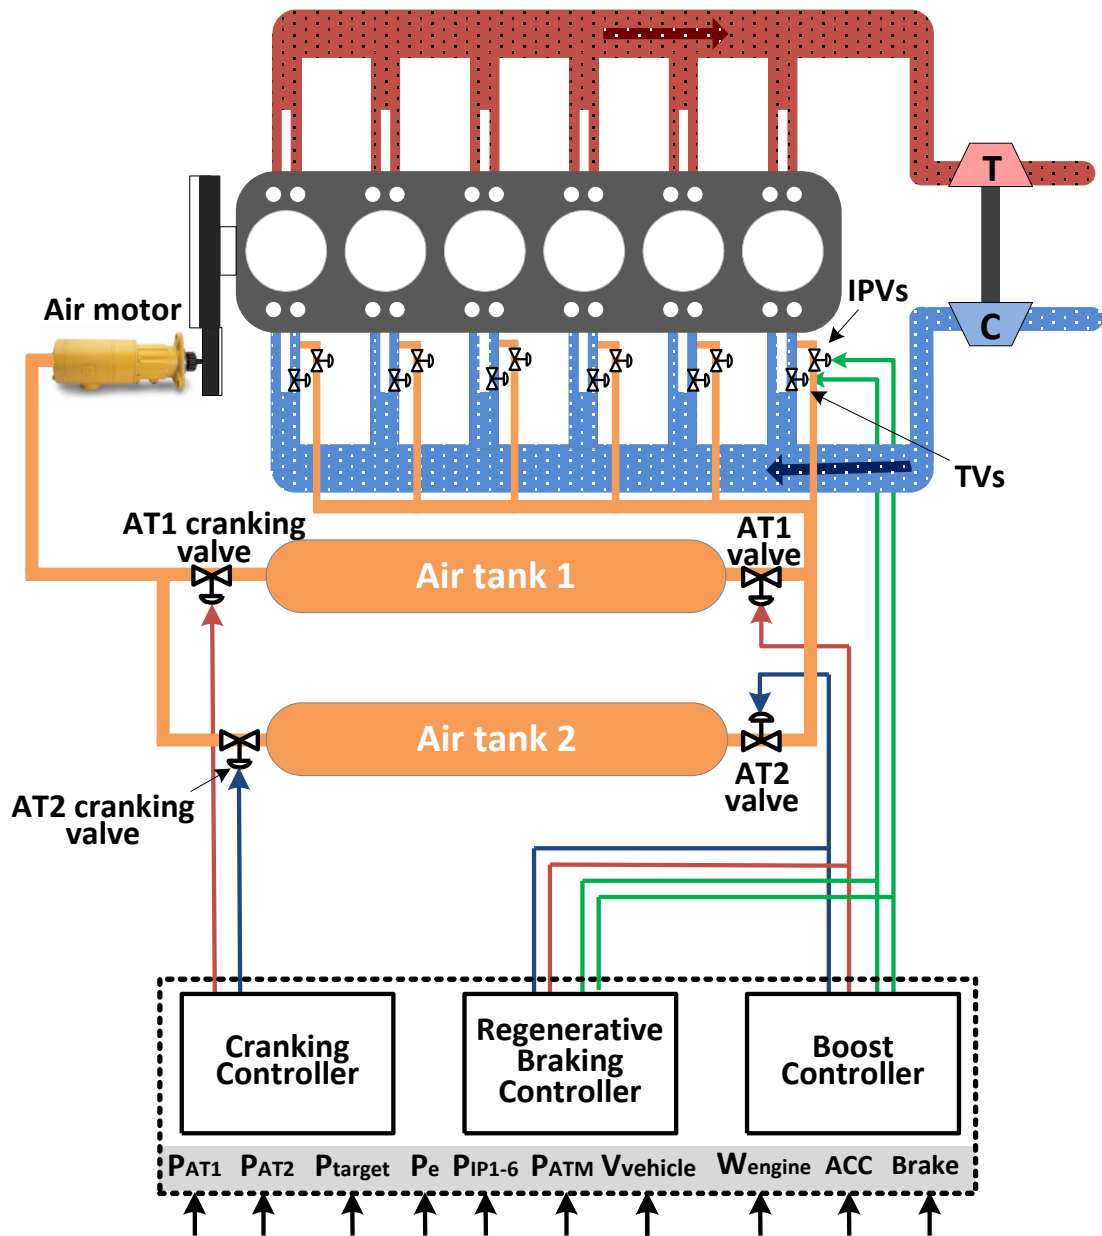 T
IPVs
Air motor
C
TVs
AT1 cranking
valve
AT1
valve
Air tank 1
Air tank 2
AT2 cranking
valve
AT2
valve
Cranking
Controller
Regenerative
Braking
Controller
Boost
Controller
PAT1 PAT2 Ptarget Pe PIP1-6 PATM Vvehicle Wengine ACC Brake